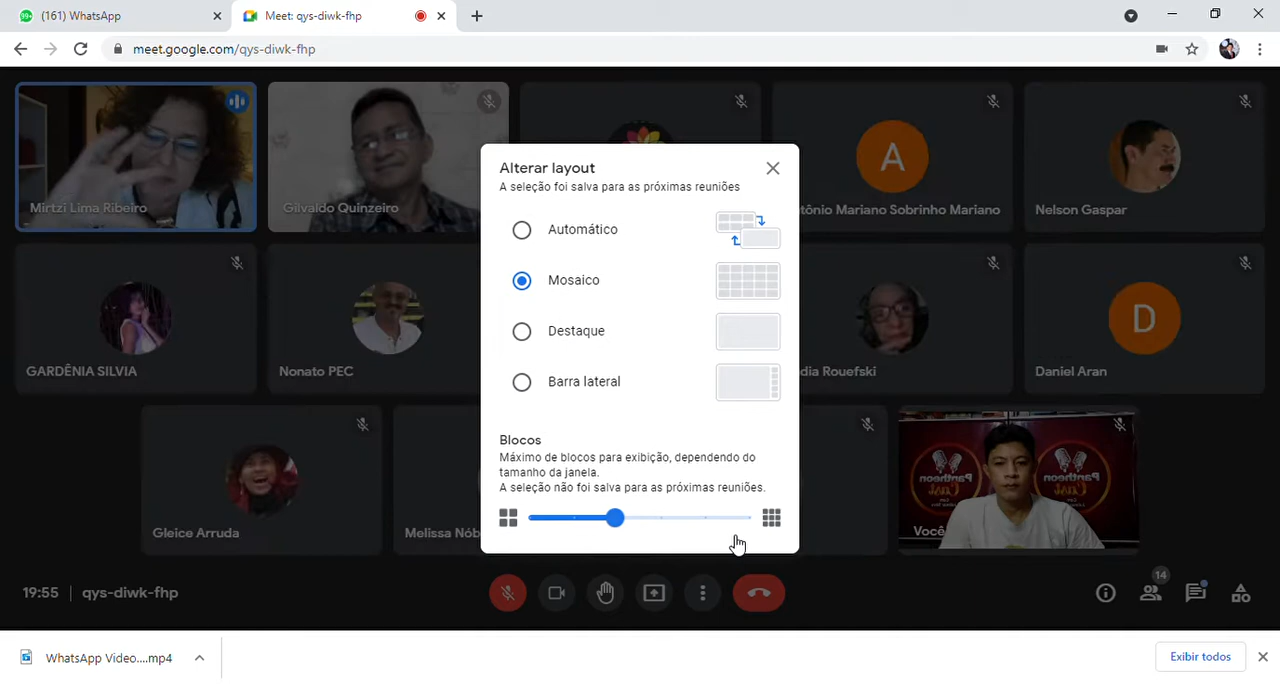 (161) WhatsApp
Meet: qys-diwk-fhp
meet.google.com/qys-diwk-fhp
Mirtzi Lima Ribeiro
Gilvaldo Quinzeiro
A
tônio Mariano Sobrinho Mariano
Nelson Gaspar
Alterar layout
A seleção foi salva para as próximas reuniões
Automático
Mosaico
Destaque
Barra lateral
Blocos
Máximo de blocos para exibição, dependendo do
tamanho da janela.
A seleção não foi salva para as próximas reuniões.
GARDÊNIA SILVIA
Nonato PEC
dia Rouefski
D
Daniel Aran
Gleice Arruda
Melissa Nób
Você
Pantheon
Pantheon
19:55 | qys-diwk-fhp
14
WhatsApp Video....mp4
Exibir todos